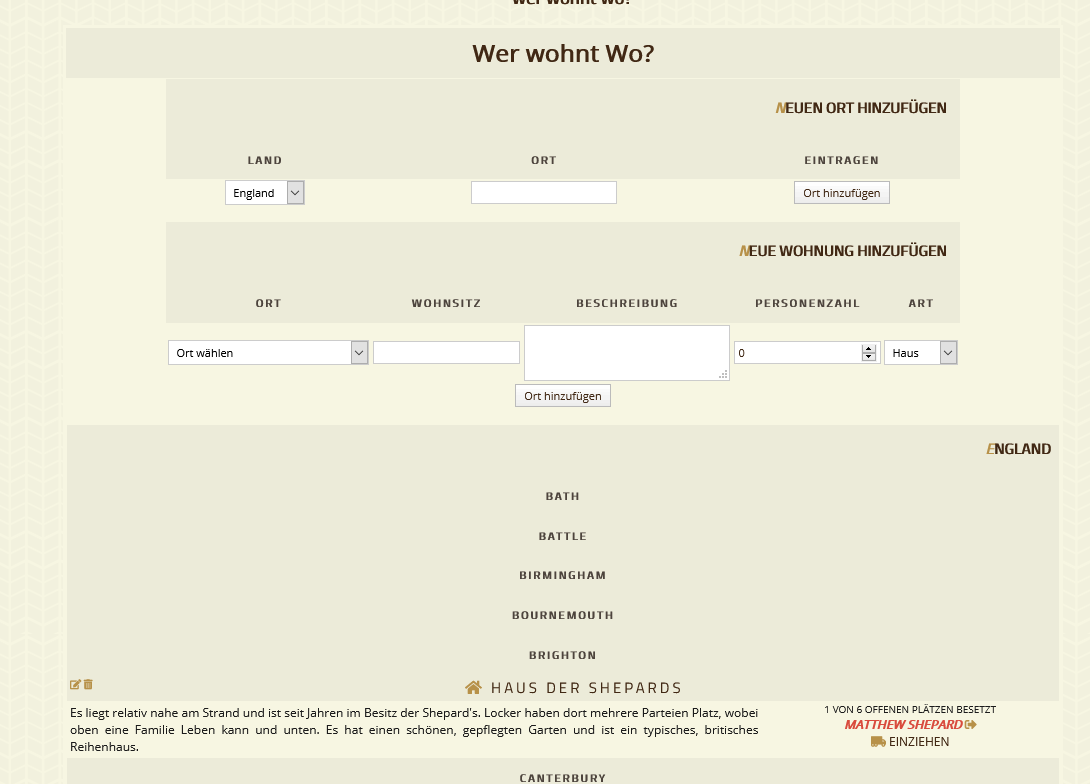 Wer wohnt Wo?
Wer wohnt Wo?
NEUEN ORT HINZUFÜGEN
LAND ORT EINTRAGEN
England Ort hinzufügen
NEUE WOHNUNG HINZUFÜGEN
ORT WOHNSITZ BESCHREIBUNG PERSONENZAHL ART
Ort wählen 0 Haus
Ort hinzufügen
ENGLAND
BATH
BATTLE
BIRMINGHAM
BOURNEMOUTH
BRIGHTON
HAUS DER SHEPARDS
Es liegt relativ nahe am Strand und ist seit Jahren im Besitz der Shepard's. Locker haben dort mehrere Parteien Platz, wobei
oben eine Familie Leben kann und unten. Es hat einen schönen, gepflegten Garten und ist ein typisches, britisches
Reihenhaus.
1 VON 6 OFFENEN PLÄTZEN BESETZT
MATTHEW SHEPARD
EINZIEHEN
CANTERBURY